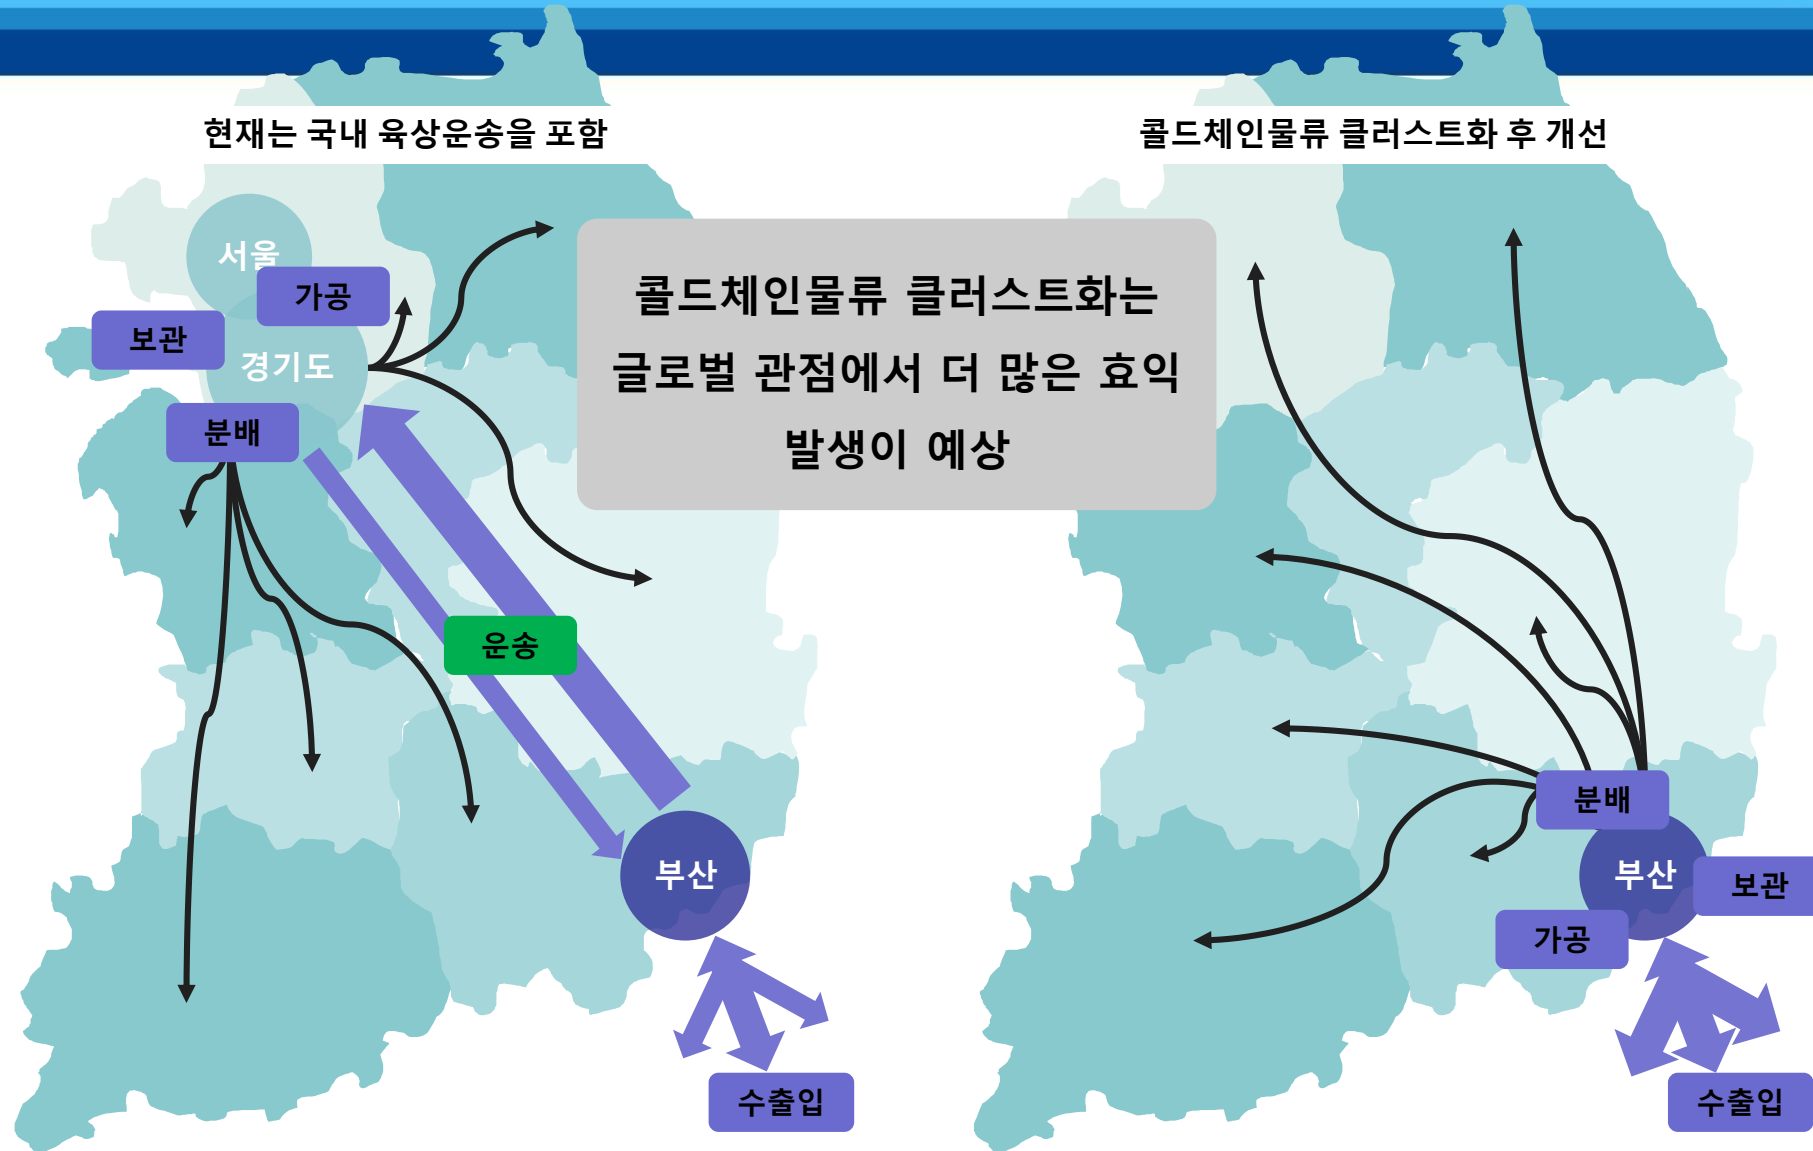 현재는 국내 육상운송을 포함
콜드체인물류 클러스트화 후 개선
콜드체인물류 클러스트화는
글로벌 관점에서 더 많은 효익
발생이 예상
서울
가공
보관
경기도
분배
운송
부산
수출입
분배
부산
보관
가공
수출입